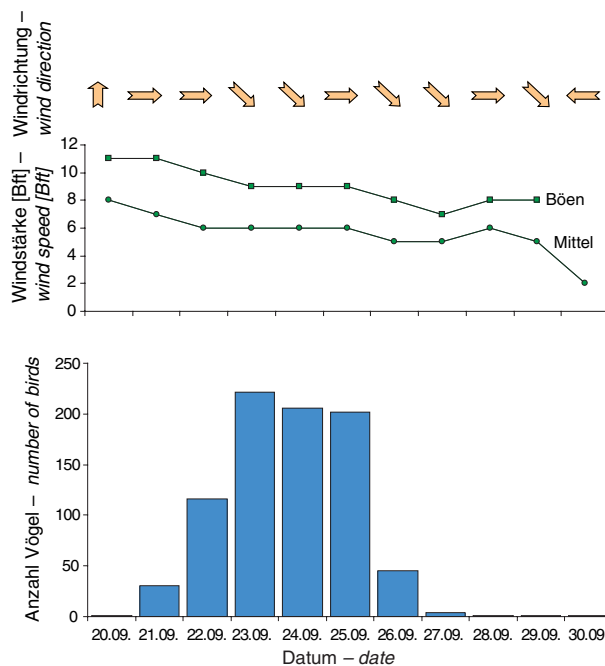 Windrichtung –
wind direction
Windstärke [Bft] –
wind speed [Bft]
12
10
8
6
4
2
0
Böen
Mittel
Anzahl Vögel – number of birds
250
200
150
100
50
0
20.09. 21.09. 22.09. 23.09. 24.09. 25.09. 26.09. 27.09. 28.09. 29.09. 30.09.
Datum – date